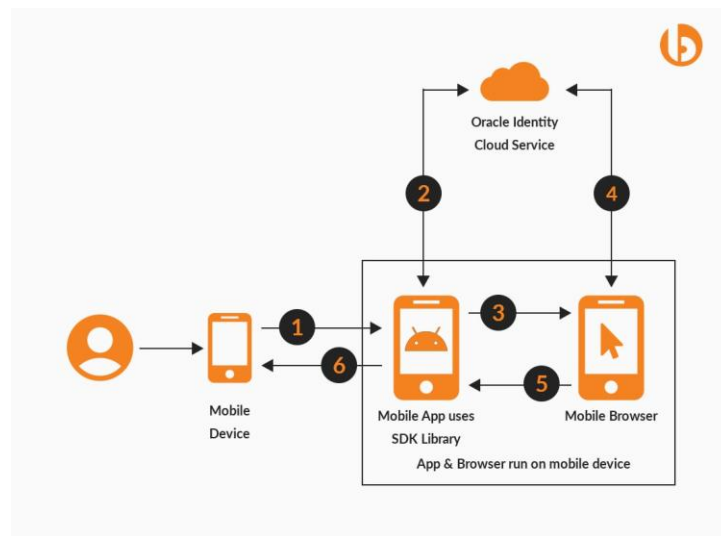 b
Oracle Identity
Cloud Service
2
4
1
3
6
5
Mobile
Device
Mobile App uses
SDK Library
Mobile Browser
App & Browser run on mobile device